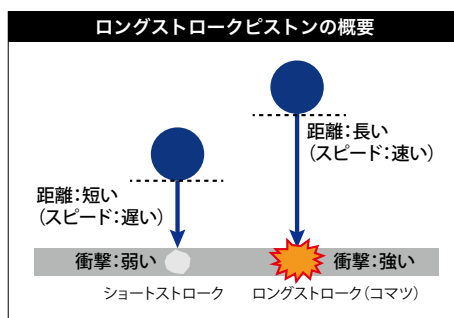 ロングストロークピストンの概要
距離：長い
（スピード：速い）
距離：短い
（スピード：遅い）
衝撃：弱い
衝撃：強い
ショートストローク
ロングストローク（コマツ）